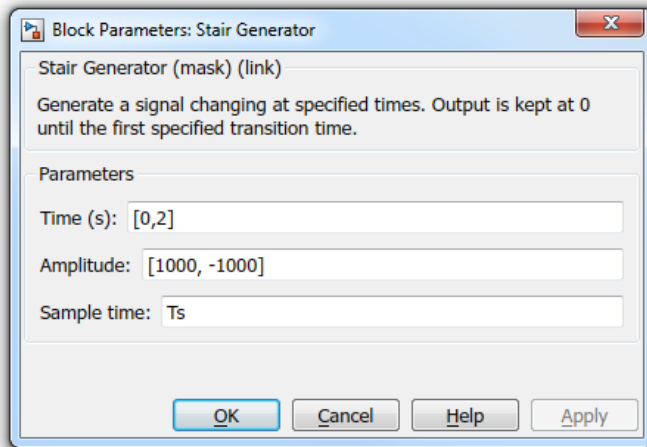 Block Parameters: Stair Generator
Stair Generator (mask) (link)
Generate a signal changing at specified times. Output is kept at 0
until the first specified transition time.
Parameters
Time (s): [0,2]
Amplitude: [1000, -1000]
Sample time: Ts
OK Cancel Help Apply